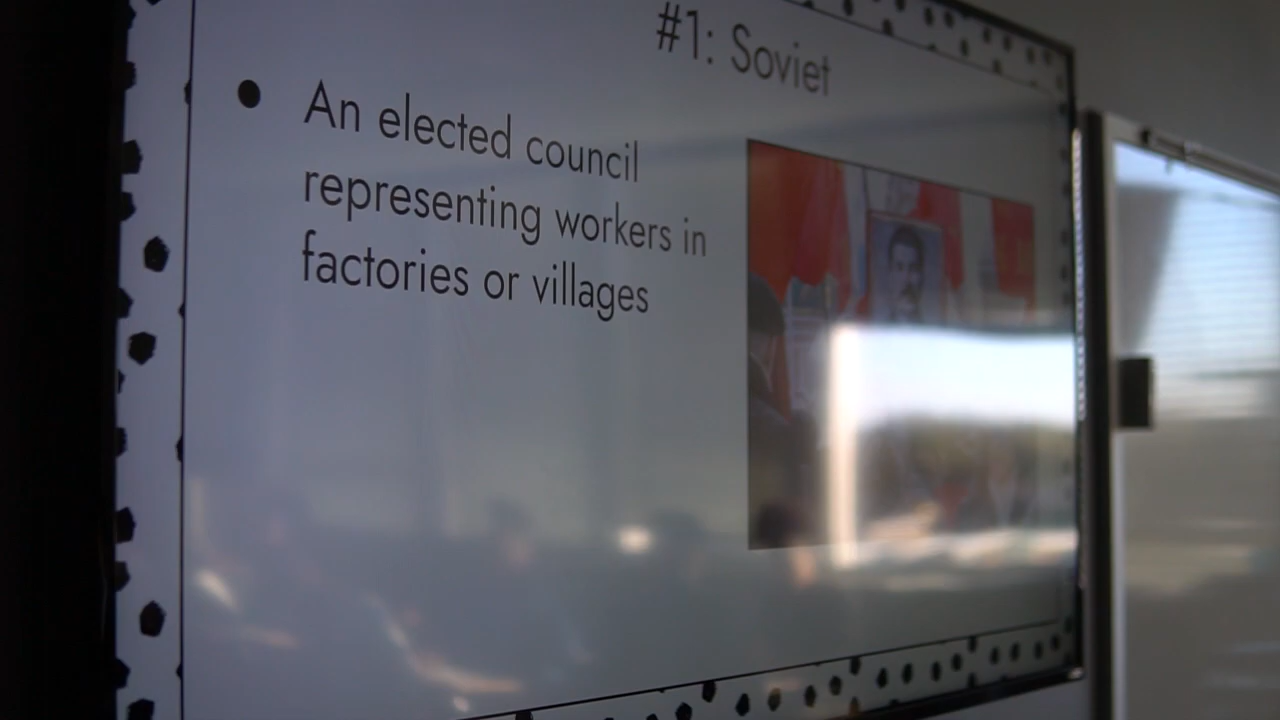 #1: Soviet
● An elected council
representing workers in
factories or villages